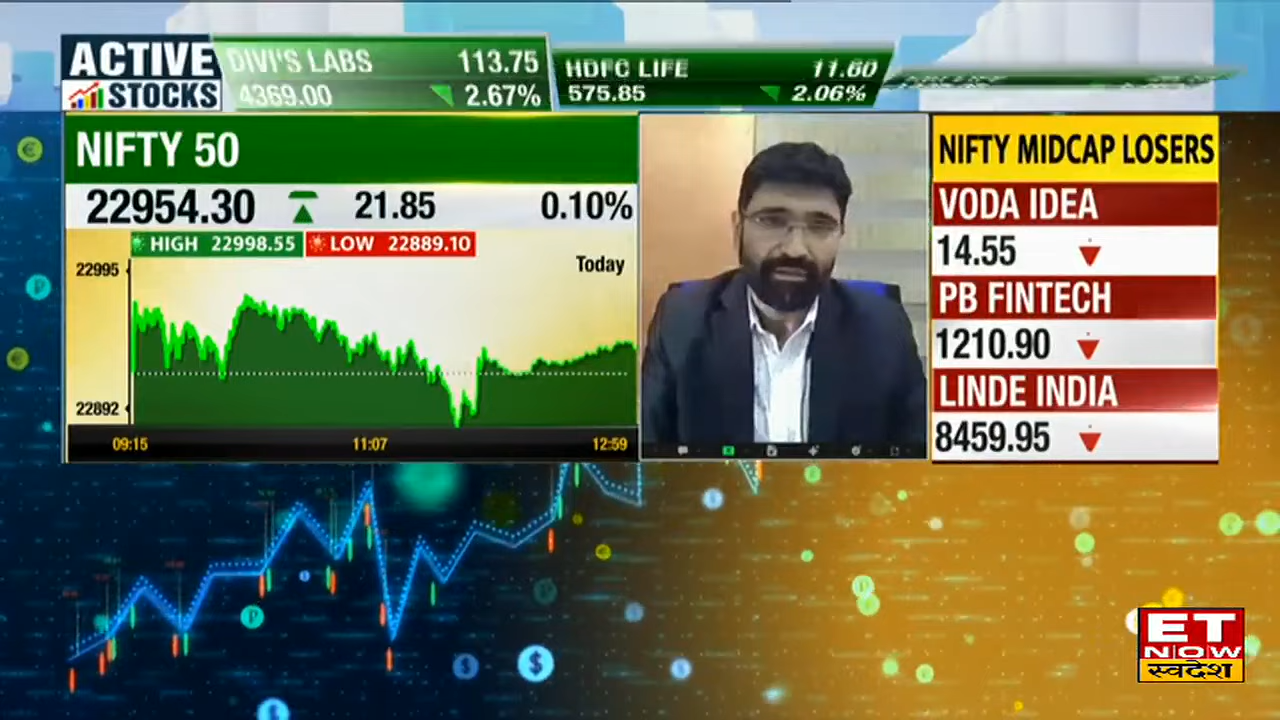 ACTIVE
STOCKS
DIVI'S LABS 113.75
4369.00 2.67%
HDFC LIFE 11.60
575.85 2.06%
NIFTY 50
22954.30 21.85 0.10%
HIGH 22998.55 LOW 22889.10
Today
22995
22892
09:15 11:07 12:59
NIFTY MIDCAP LOSERS
VODA IDEA
14.55
PB FINTECH
1210.90
LINDE INDIA
8459.95
ET
NOW
स्वदेश